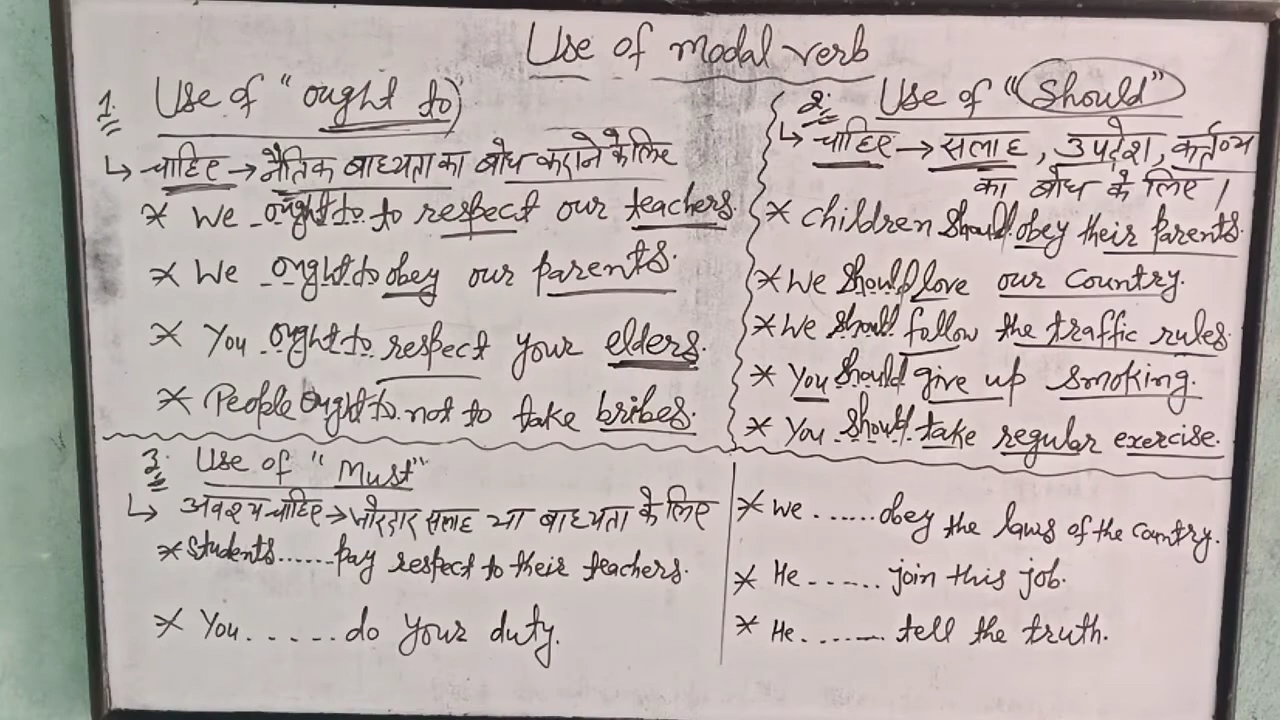 Use of modal verb
1. Use of "ought to)
↳ चाहिए → नैतिक बाध्यता का बोध कराने के लिए
* We ought to to respect our teachers.
* We ought to obey our parents.
* You ought to respect your elders.
* People ought to not to take bribes.
2. Use of "Should"
↳ चाहिए → सलाह, उपदेश, कर्तव्य
का बोध के लिए।
* Children should obey their parents.
* We should love our country.
* We should follow the traffic rules.
* You should give up smoking.
* You should take regular exercise.
3. Use of "Must"
↳ अवश्य चाहिए → जोरदार सलाह या बाध्यता के लिए
* Students......pay respect to their teachers.
* You......do your duty.
* We ......obey the laws of the country.
* He ...... join this job.
* He ....... tell the truth.